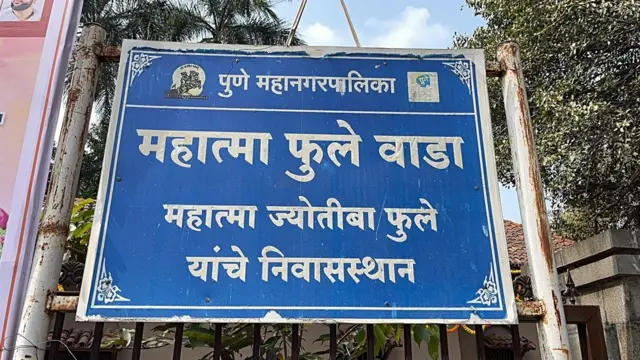 पुणे महानगरपालिका
महात्मा फुले वाडा
महात्मा ज्योतीबा फुले
यांचे निवासस्थान